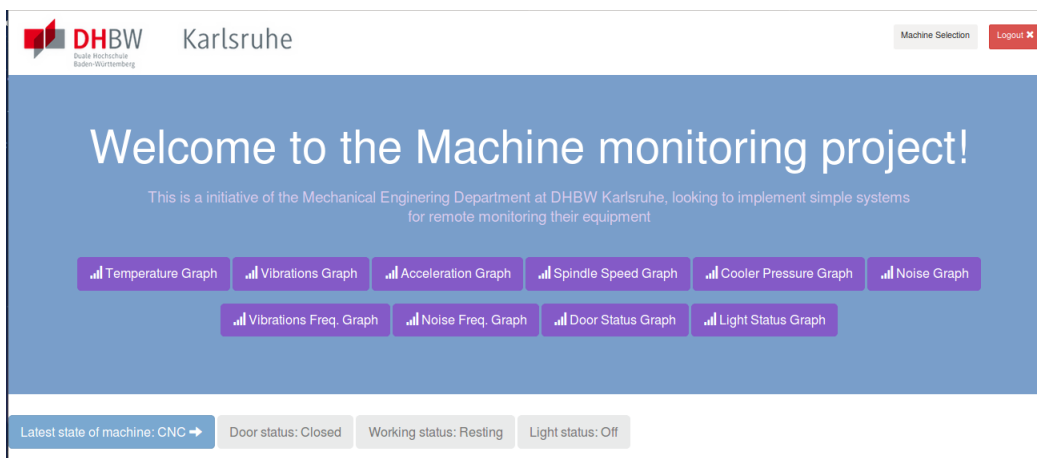 DHBW Karlsruhe
Duale Hochschule
Baden-Württemberg
Machine Selection
Logout ✖
Welcome to the Machine monitoring project!
This is a initiative of the Mechanical Enginering Department at DHBW Karlsruhe, looking to implement simple systems
for remote monitoring their equipment
Temperature Graph Vibrations Graph Acceleration Graph Spindle Speed Graph Cooler Pressure Graph Noise Graph
Vibrations Freq. Graph Noise Freq. Graph Door Status Graph Light Status Graph
Latest state of machine: CNC ➔ Door status: Closed Working status: Resting Light status: Off